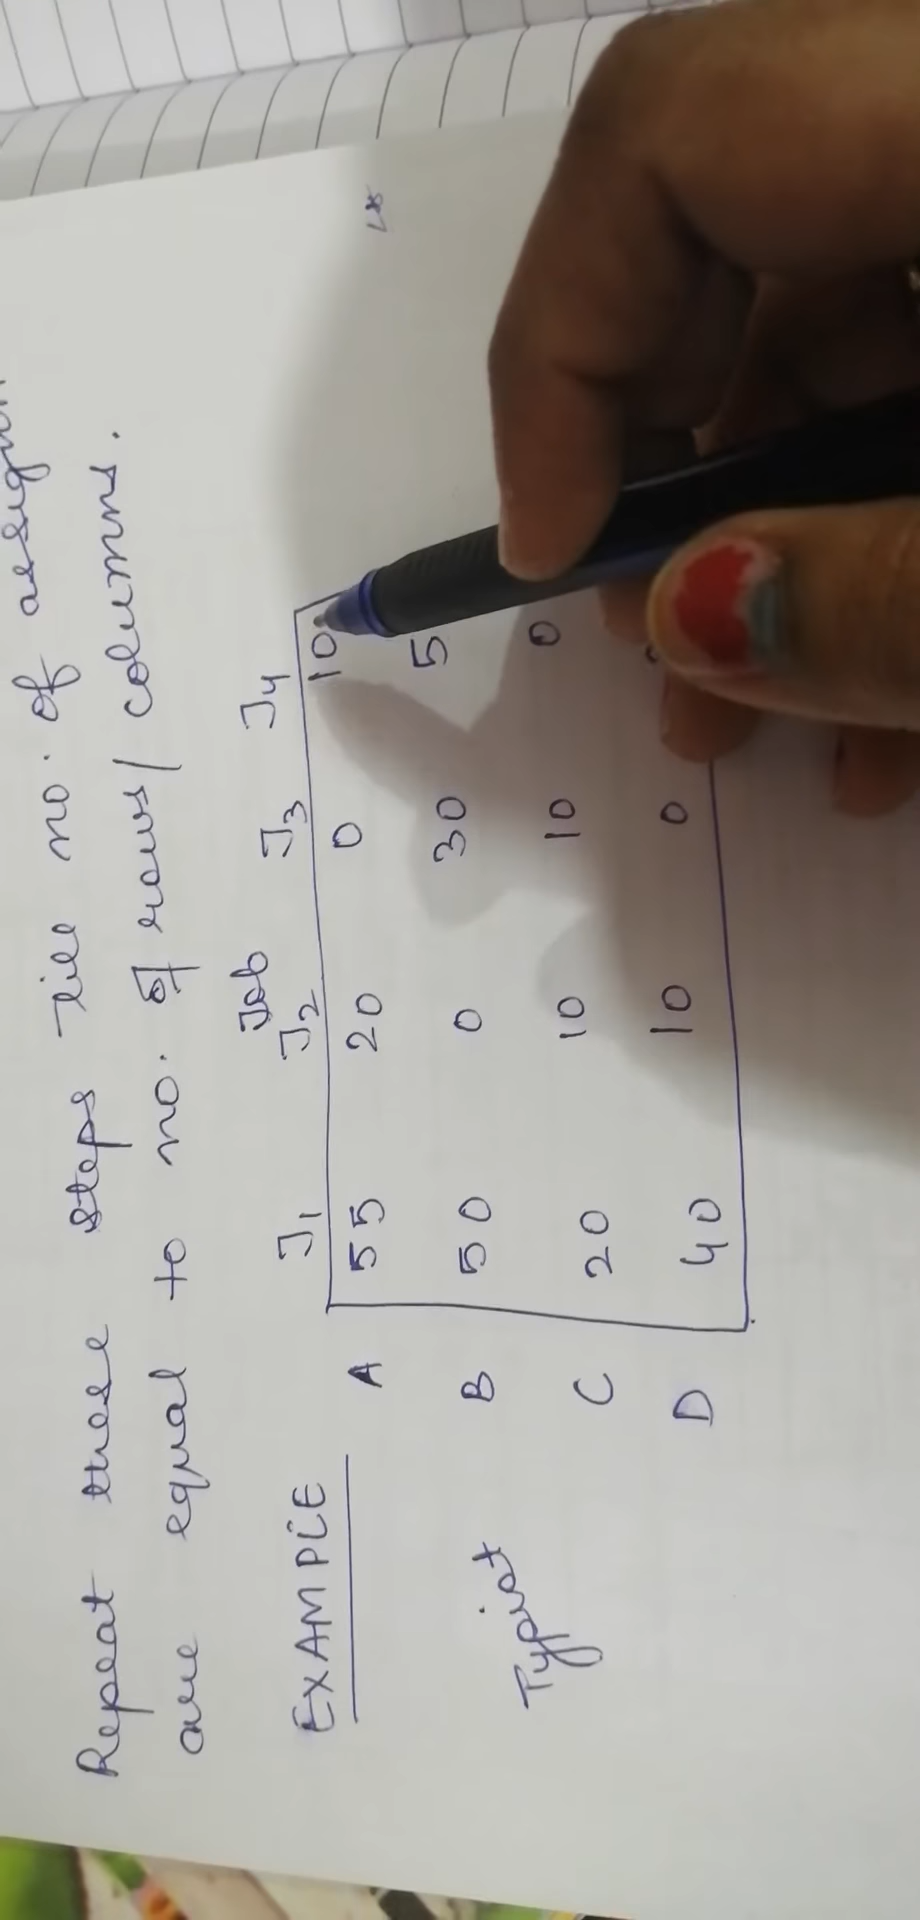 Repeat these steps till no. of
are equal to no. of rows/ columns.
EXAMPLE
Job
J1 J2 J3 J4
A 55 20 0 10
Typist B 50 0 30 5
C 20 10 10 0
D 40 10 0